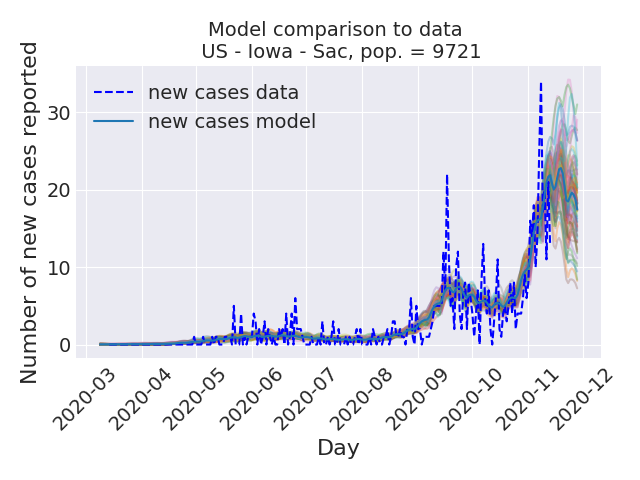 Model comparison to data
US - Iowa - Sac, pop. = 9721
Number of new cases reported
30
20
10
0
new cases data
new cases model
2020-03
2020-04
2020-05
2020-06
2020-07
2020-08
2020-09
2020-10
2020-11
2020-12
Day